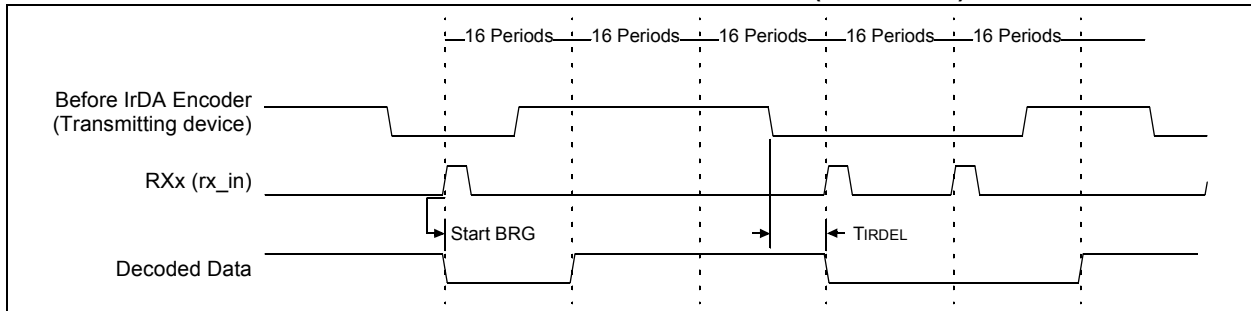 16 Periods 16 Periods 16 Periods 16 Periods 16 Periods
Before IrDA Encoder
(Transmitting device)
RXx (rx_in)
Start BRG
TIRDEL
Decoded Data